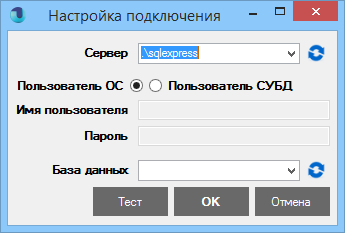 Настройка подключения
Сервер .\sqlexpress
Пользователь ОС Пользователь СУБД
Имя пользователя
Пароль
База данных
Тест OK Отмена